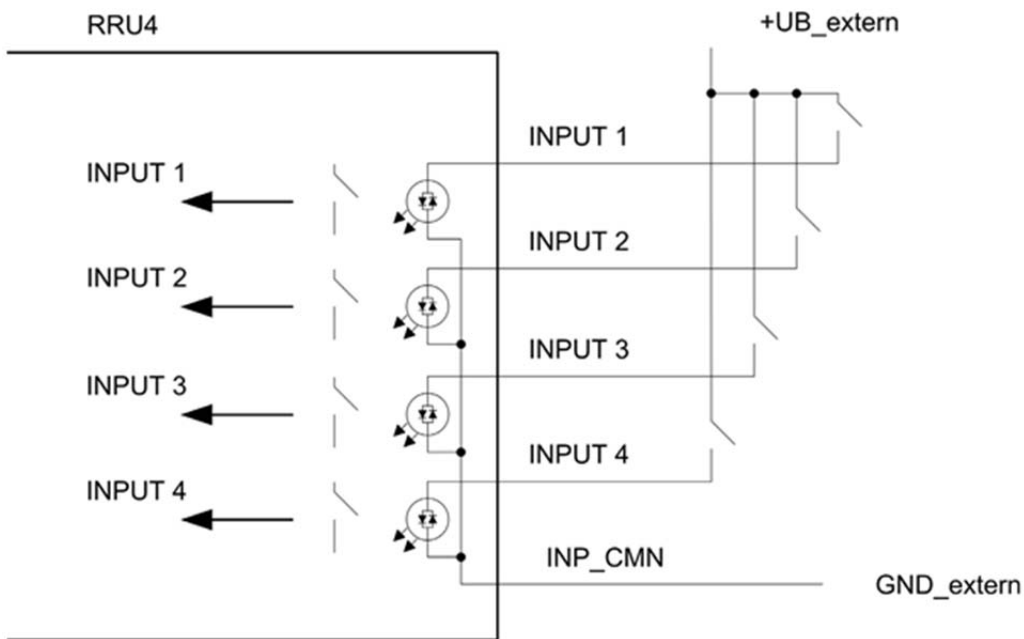 RRU4
+UB_extern
INPUT 1
INPUT 1
INPUT 2
INPUT 2
INPUT 3
INPUT 3
INPUT 4
INPUT 4
INP_CMN
GND_extern